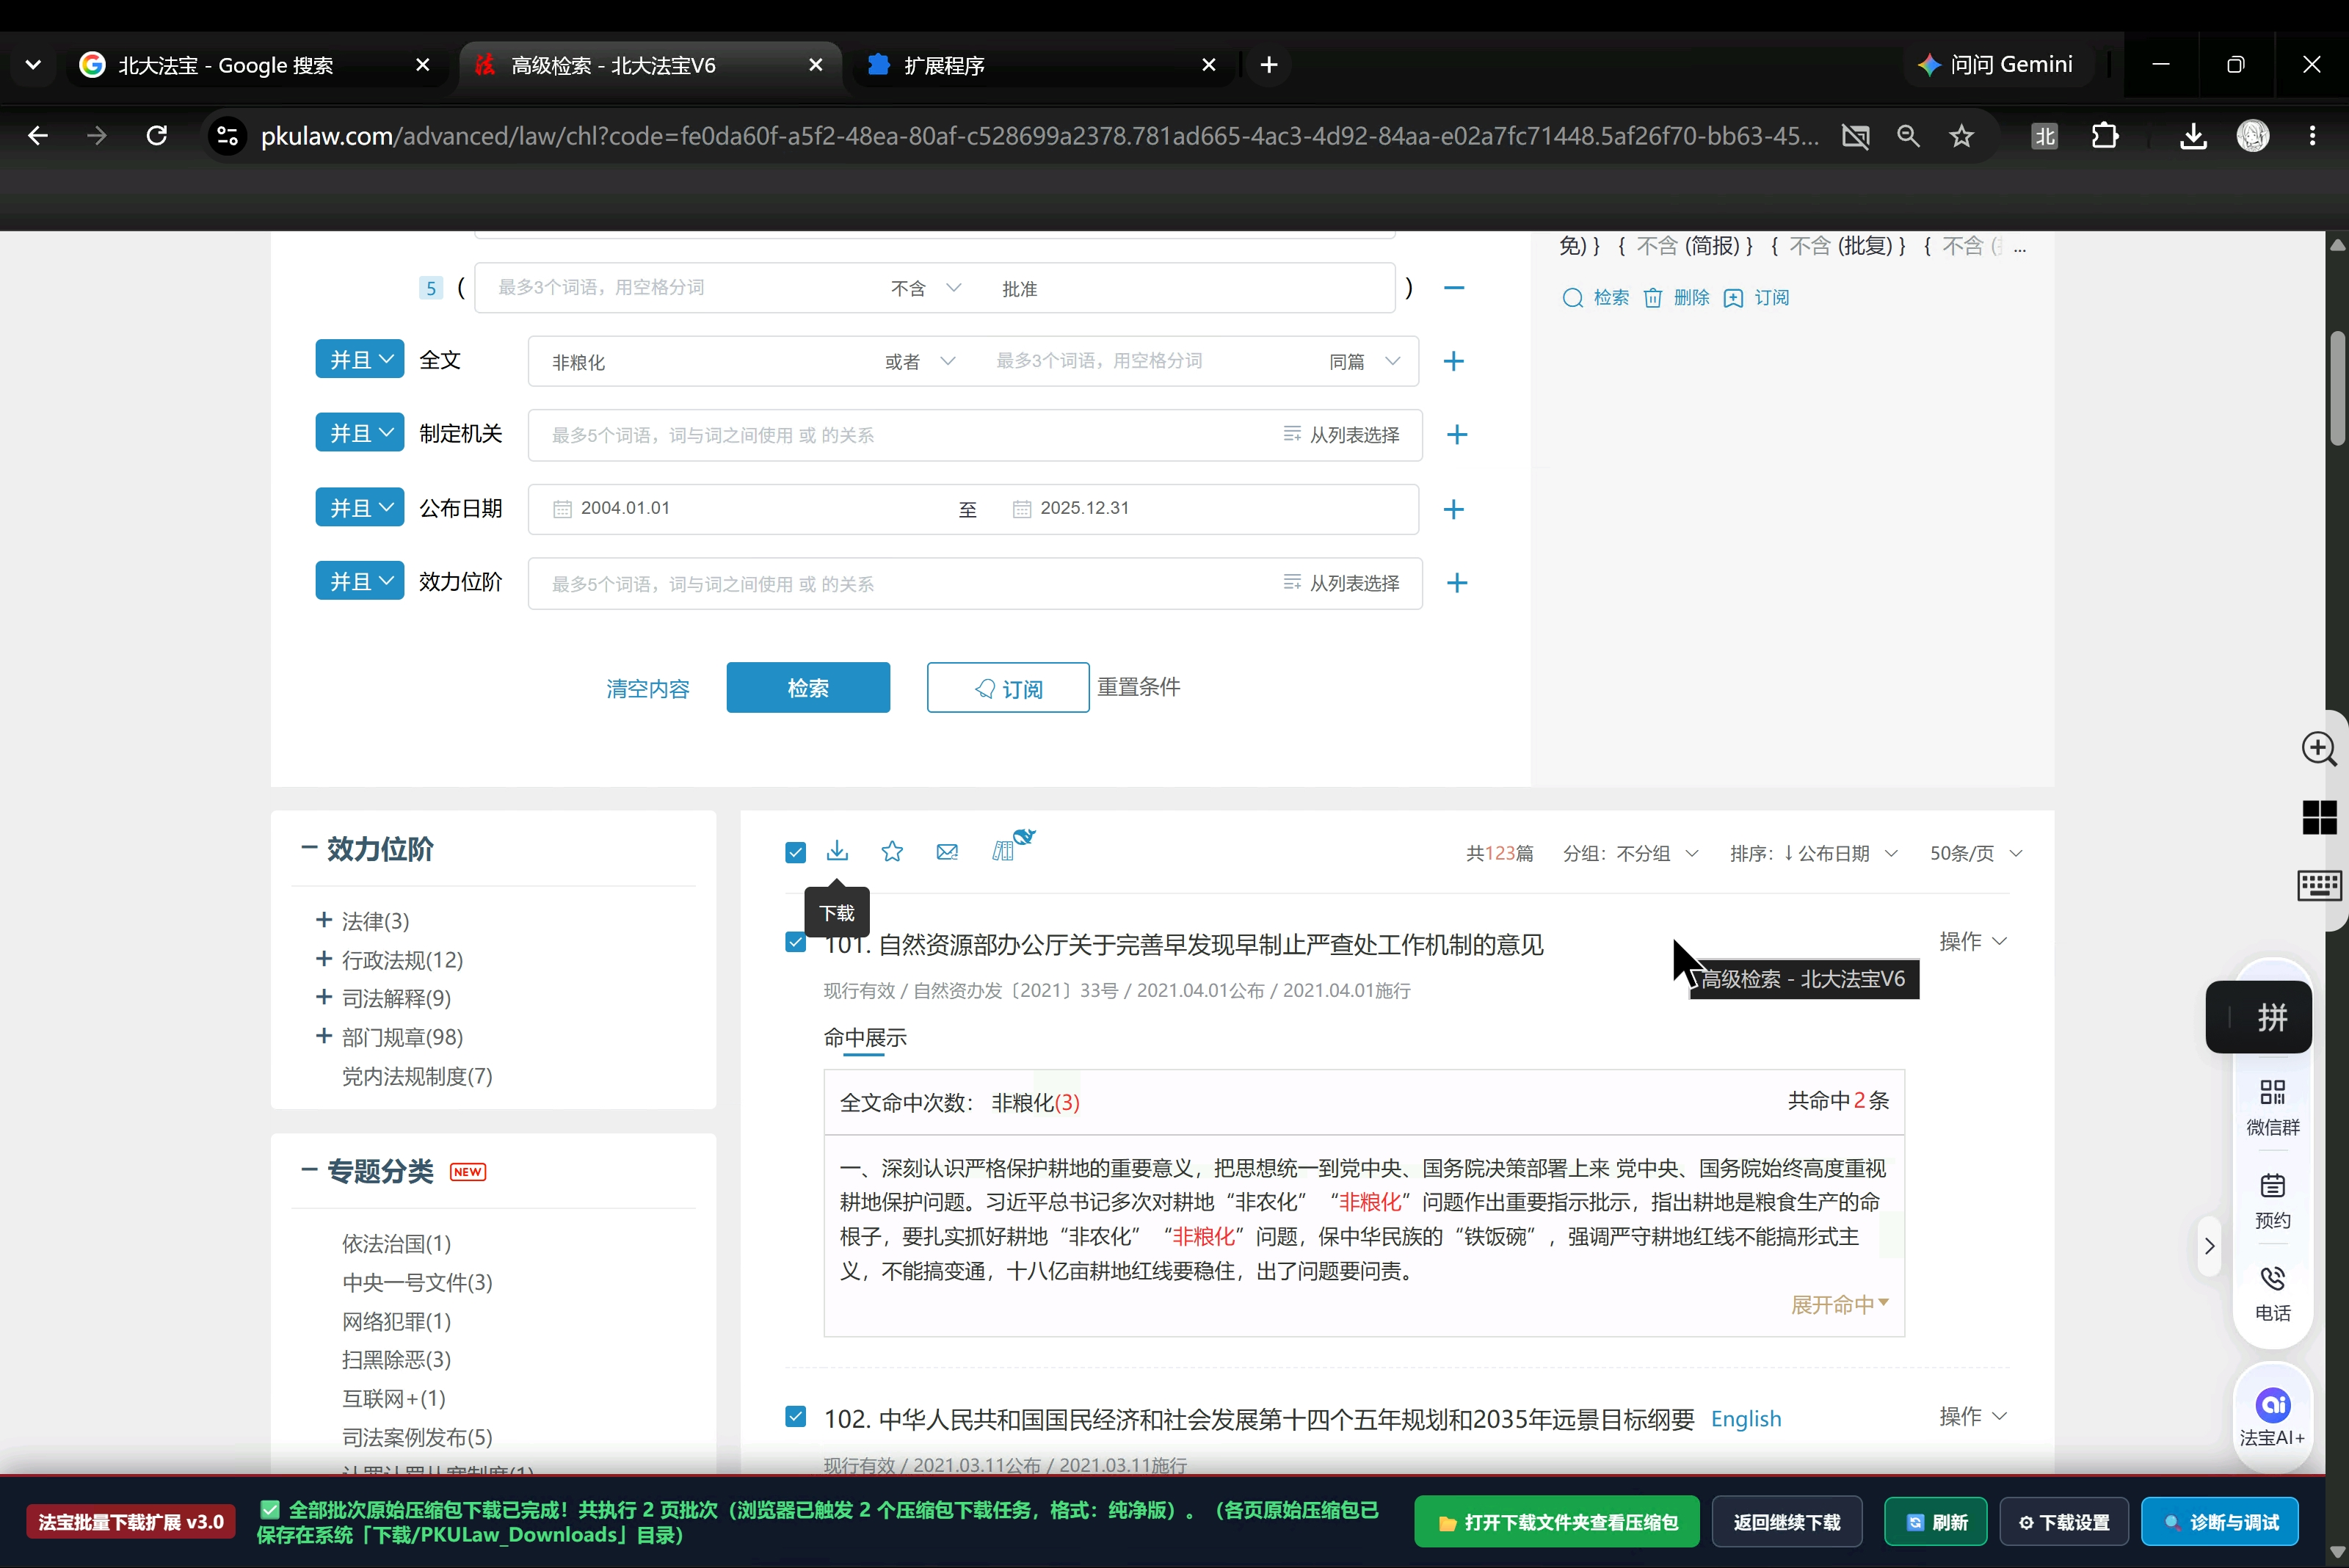 北大法宝 - Google 搜索
高级检索 - 北大法宝V6
扩展程序
问问 Gemini
pkulaw.com/advanced/law/chl?code=fe0da60f-a5f2-48ea-80af-c528699a2378.781ad665-4ac3-4d92-84aa-e02a7fc71448.5af26f70-bb63-45...
北
免) } { 不含 (简报) } { 不含 (批复) } { 不含 ( ...
5 ( 最多3个词语，用空格分词 不含 批准 )
检索 删除 订阅
并且 全文 非粮化 或者 最多3个词语，用空格分词 同篇
并且 制定机关 最多5个词语，词与词之间使用 或 的关系 从列表选择
并且 公布日期 2004.01.01 至 2025.12.31
并且 效力位阶 最多5个词语，词与词之间使用 或 的关系 从列表选择
清空内容 检索 订阅 重置条件
效力位阶
法律(3)
行政法规(12)
司法解释(9)
部门规章(98)
党内法规制度(7)
专题分类 NEW
依法治国(1)
中央一号文件(3)
网络犯罪(1)
扫黑除恶(3)
互联网+(1)
司法案例发布(5)
共123篇 分组：不分组 排序：↓公布日期 50条/页
下载
101. 自然资源部办公厅关于完善早发现早制止严查处工作机制的意见
操作
高级检索 - 北大法宝V6
现行有效 / 自然资办发〔2021〕33号 / 2021.04.01公布 / 2021.04.01施行
命中展示
全文命中次数： 非粮化(3) 共命中2条
一、深刻认识严格保护耕地的重要意义，把思想统一到党中央、国务院决策部署上来 党中央、国务院始终高度重视
耕地保护问题。习近平总书记多次对耕地“非农化”“非粮化”问题作出重要指示批示，指出耕地是粮食生产的命
根子，要扎实抓好耕地“非农化”“非粮化”问题，保中华民族的“铁饭碗”，强调严守耕地红线不能搞形式主
义，不能搞变通，十八亿亩耕地红线要稳住，出了问题要问责。
展开命中
102. 中华人民共和国国民经济和社会发展第十四个五年规划和2035年远景目标纲要 English
操作
现行有效 / 2021.03.11公布 / 2021.03.11施行
拼
微信群
预约
电话
ai
法宝AI+
法宝批量下载扩展 v3.0
✅ 全部批次原始压缩包下载已完成！共执行 2 页批次（浏览器已触发 2 个压缩包下载任务，格式：纯净版）。（各页原始压缩包已
保存在系统「下载/PKULaw_Downloads」目录）
打开下载文件夹查看压缩包
返回继续下载
刷新
下载设置
诊断与调试